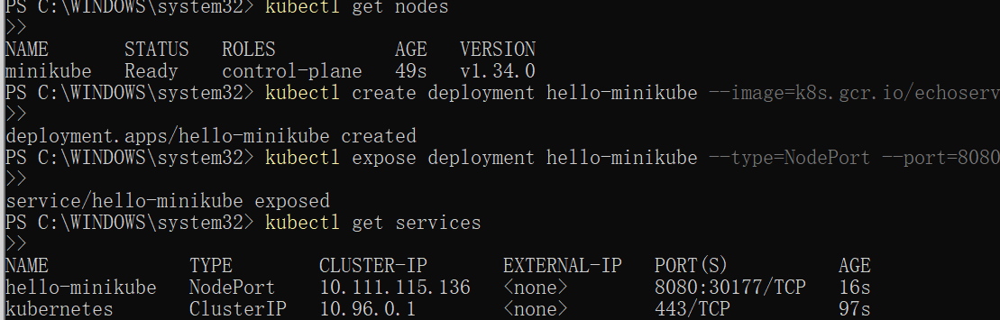 PS C:\WINDOWS\system32> kubectl get nodes
>>
NAME STATUS ROLES AGE VERSION
minikube Ready control-plane 49s v1.34.0
PS C:\WINDOWS\system32> kubectl create deployment hello-minikube --image=k8s.gcr.io/echoserv
>>
deployment.apps/hello-minikube created
PS C:\WINDOWS\system32> kubectl expose deployment hello-minikube --type=NodePort --port=8080
>>
service/hello-minikube exposed
PS C:\WINDOWS\system32> kubectl get services
>>
NAME TYPE CLUSTER-IP EXTERNAL-IP PORT(S) AGE
hello-minikube NodePort 10.111.115.136 <none> 8080:30177/TCP 16s
kubernetes ClusterIP 10.96.0.1 <none> 443/TCP 97s